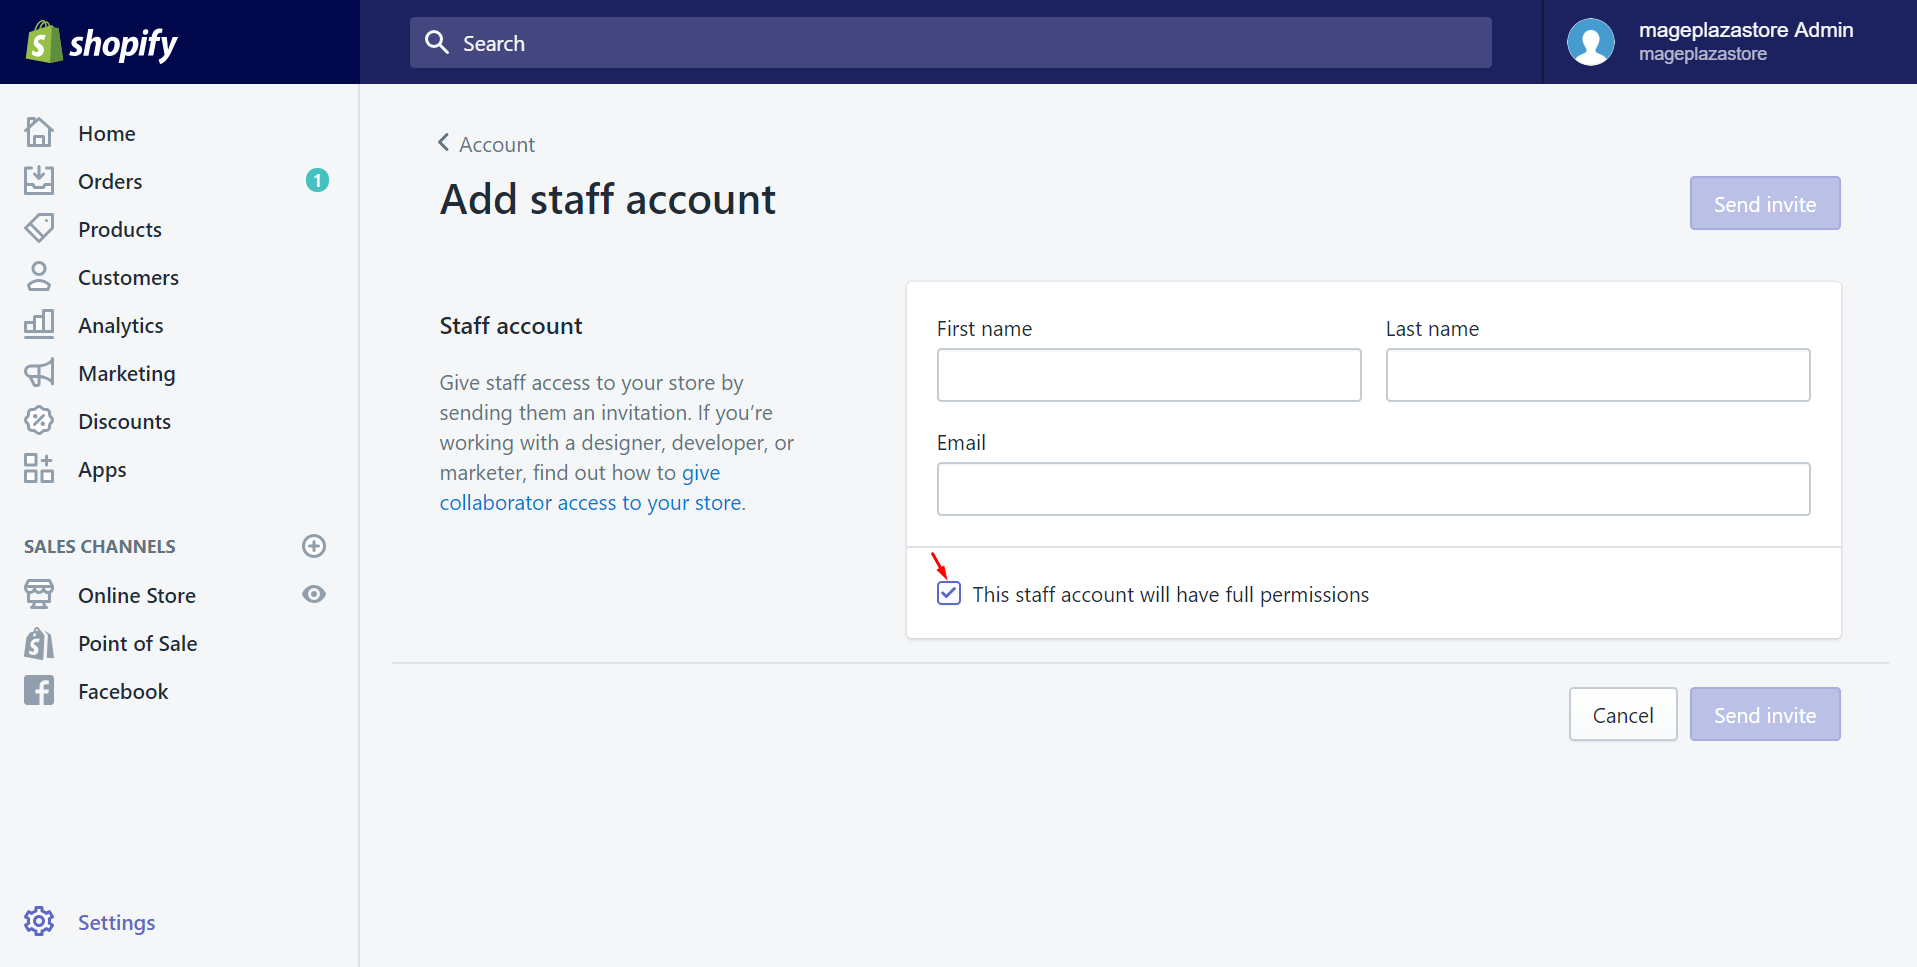 shopify
Search
mageplazastore Admin
mageplazastore
Home
Orders
1
Products
Customers
Analytics
Marketing
Discounts
Apps
SALES CHANNELS
Online Store
Point of Sale
Facebook
Settings
Account
Add staff account
Send invite
Staff account
Give staff access to your store by
sending them an invitation. If you’re
working with a designer, developer, or
marketer, find out how to give
collaborator access to your store.
First name
Last name
Email
This staff account will have full permissions
Cancel
Send invite